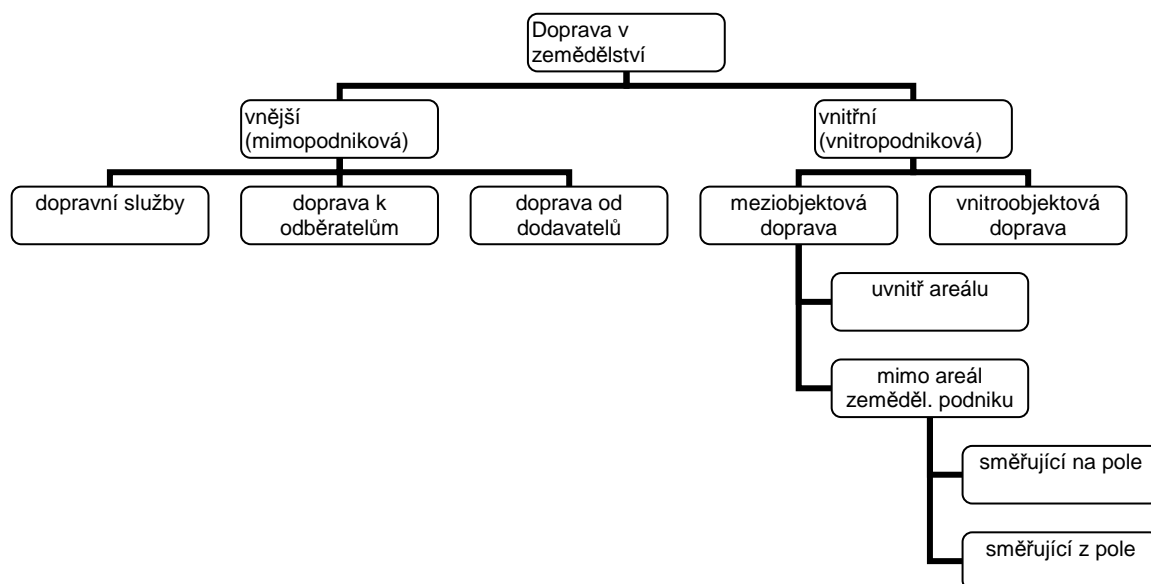 Doprava v
zemědělství
vnější
(mimopodniková)
vnitřní
(vnitropodniková)
dopravní služby
doprava k
odběratelům
doprava od
dodavatelů
meziobjektová
doprava
vnitroobjektová
doprava
uvnitř areálu
mimo areál
zeměděl. podniku
směřující na pole
směřující z pole